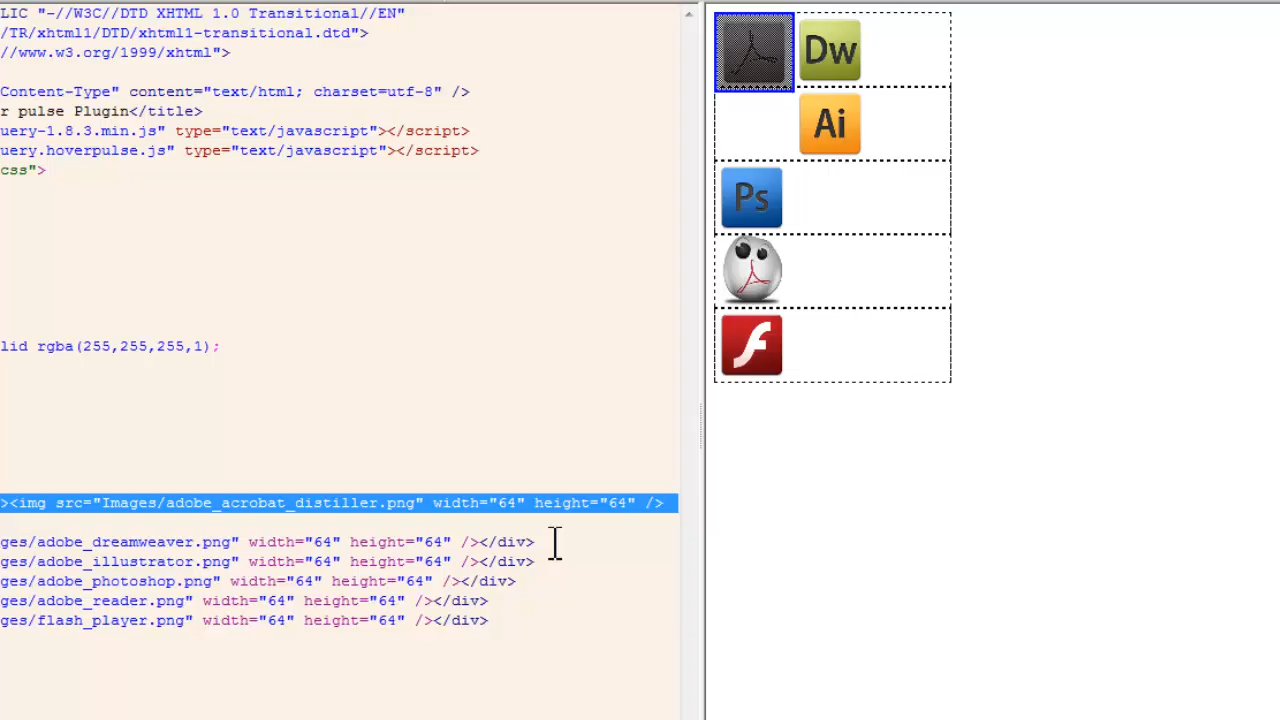 LIC "-//W3C//DTD XHTML 1.0 Transitional//EN"
/TR/xhtml1/DTD/xhtml1-transitional.dtd">
//www.w3.org/1999/xhtml">
Content-Type" content="text/html; charset=utf-8" />
r pulse Plugin</title>
uery-1.8.3.min.js" type="text/javascript"></script>
uery.hoverpulse.js" type="text/javascript"></script>
css">
lid rgba(255,255,255,1);
><img src="Images/adobe_acrobat_distiller.png" width="64" height="64" />
ges/adobe_dreamweaver.png" width="64" height="64" /></div>
ges/adobe_illustrator.png" width="64" height="64" /></div>
ges/adobe_photoshop.png" width="64" height="64" /></div>
ges/adobe_reader.png" width="64" height="64" /></div>
ges/flash_player.png" width="64" height="64" /></div>
Dw
Ai
Ps